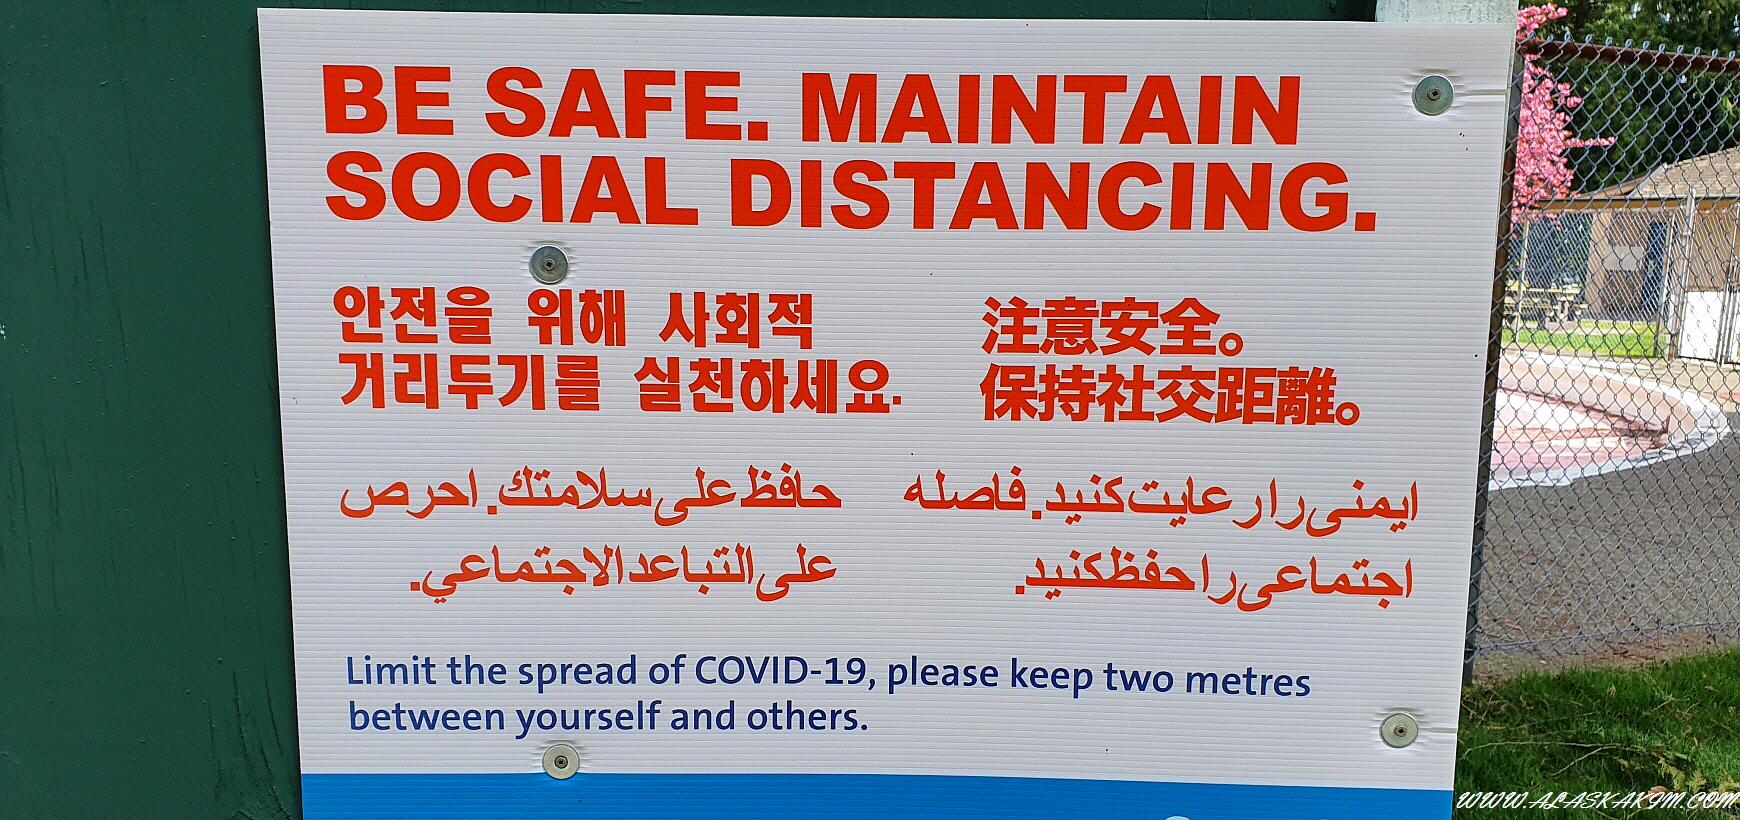 BE SAFE. MAINTAIN
SOCIAL DISTANCING.
안전을 위해 사회적
거리두기를 실천하세요.
注意安全。
保持社交距離。
حافظ على سلامتك. احرص
على التباعد الاجتماعي.
ایمنی را رعایت کنید. فاصله
اجتماعی را حفظ کنید.
Limit the spread of COVID-19, please keep two metres
between yourself and others.
WWW.ALASKAKIM.COM